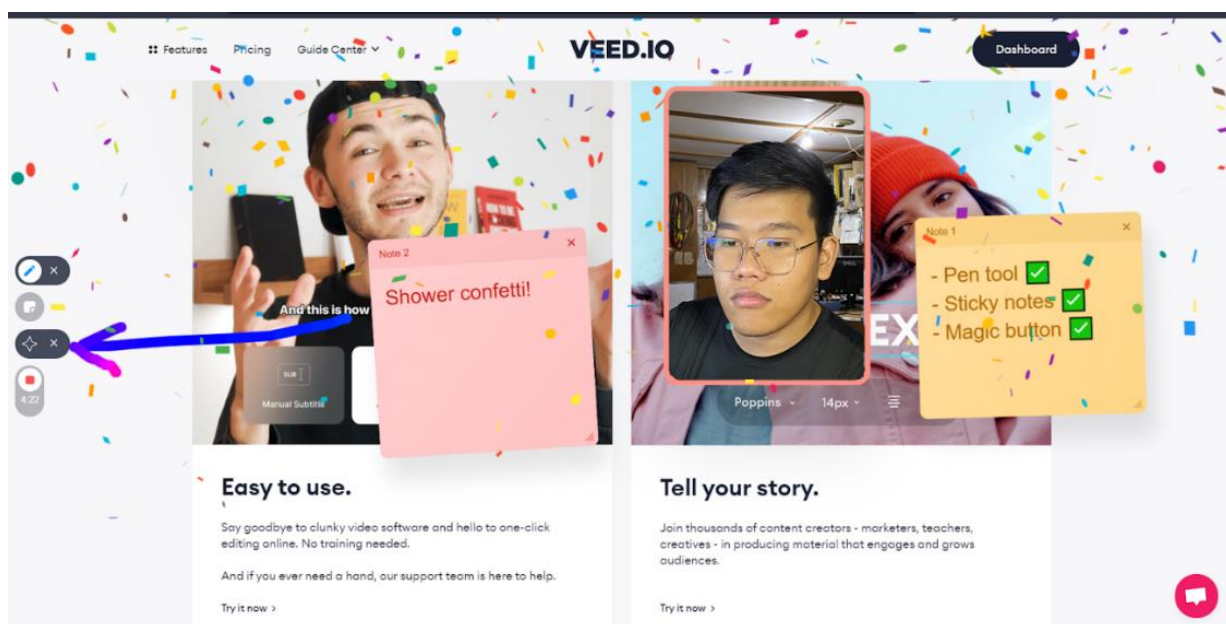 Features Pricing Guide Center
VEED.IO
Dashboard
And this is how
SUB
Manual Subtitle
Note 2
Shower confetti!
DELL
EX
Poppins 14px
Note 1
- Pen tool ✅
- Sticky notes ✅
- Magic button ✅
4:22
Easy to use.
Say goodbye to clunky video software and hello to one-click
editing online. No training needed.
And if you ever need a hand, our support team is here to help.
Try it now >
Tell your story.
Join thousands of content creators - marketers, teachers,
creatives - in producing material that engages and grows
audiences.
Try it now >